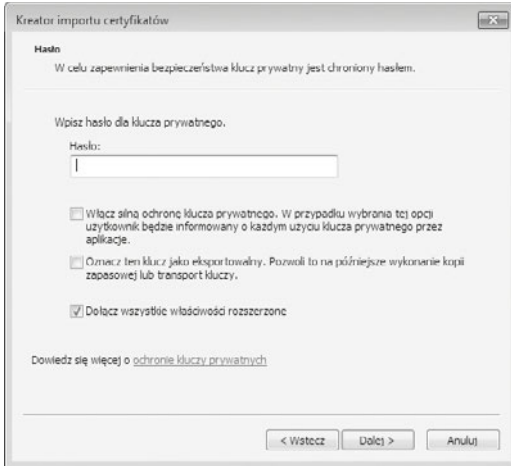 Kreator importu certyfikatów
Hasło
W celu zapewnienia bezpieczeństwa klucz prywatny jest chroniony hasłem.
Wpisz hasło dla klucza prywatnego.
Hasło:
Włącz silną ochronę klucza prywatnego. W przypadku wybrania tej opcji
użytkownik będzie informowany o każdym użyciu klucza prywatnego przez
aplikacje.
Oznacz ten klucz jako eksportowalny. Pozwoli to na późniejsze wykonanie kopii
zapasowej lub transport kluczy.
Dołącz wszystkie właściwości rozszerzone
Dowiedz się więcej o ochronie kluczy prywatnych
< Wstecz Dalej > Anuluj